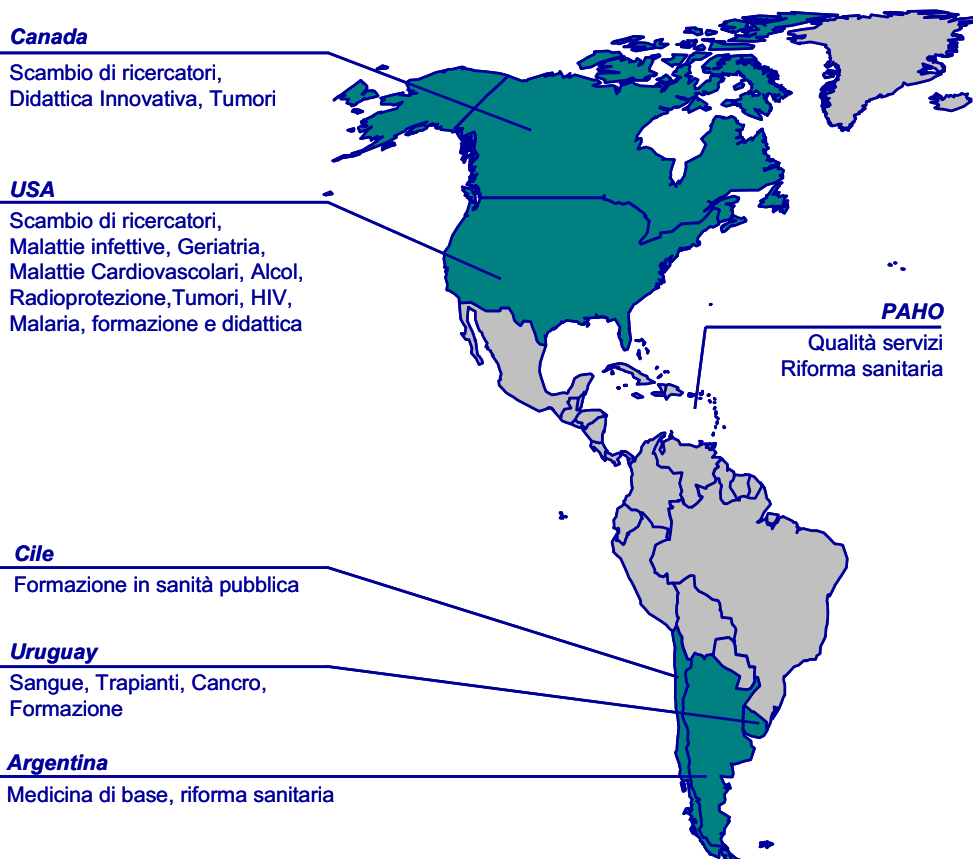 Canada
Scambio di ricercatori,
Didattica Innovativa, Tumori
USA
Scambio di ricercatori,
Malattie infettive, Geriatria,
Malattie Cardiovascolari, Alcol,
Radioprotezione,Tumori, HIV,
Malaria, formazione e didattica
PAHO
Qualità servizi
Riforma sanitaria
Cile
Formazione in sanità pubblica
Uruguay
Sangue, Trapianti, Cancro,
Formazione
Argentina
Medicina di base, riforma sanitaria